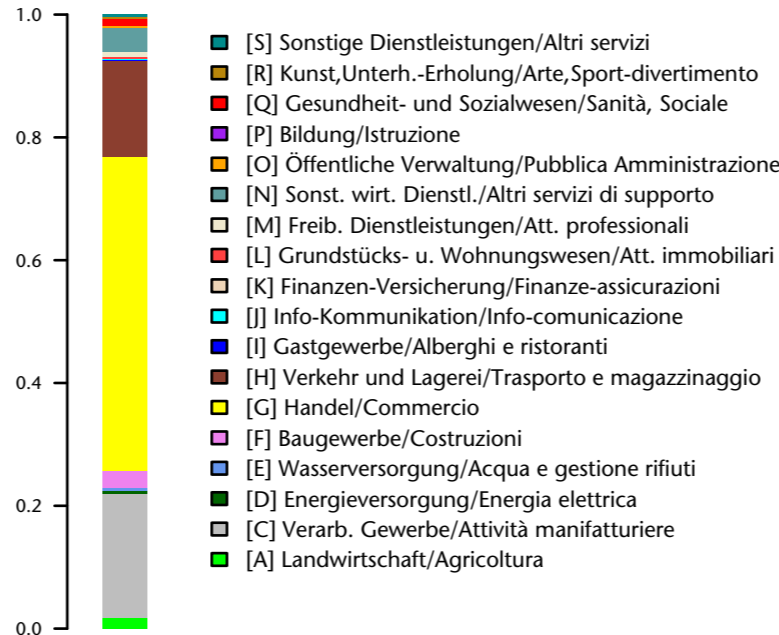 1.0
0.8
0.6
0.4
0.2
0.0
[S] Sonstige Dienstleistungen/Altri servizi
[R] Kunst,Unterh.-Erholung/Arte,Sport-divertimento
[Q] Gesundheit- und Sozialwesen/Sanità, Sociale
[P] Bildung/Istruzione
[O] Öffentliche Verwaltung/Pubblica Amministrazione
[N] Sonst. wirt. Dienstl./Altri servizi di supporto
[M] Freib. Dienstleistungen/Att. professionali
[L] Grundstücks- u. Wohnungswesen/Att. immobiliari
[K] Finanzen-Versicherung/Finanze-assicurazioni
[J] Info-Kommunikation/Info-comunicazione
[I] Gastgewerbe/Alberghi e ristoranti
[H] Verkehr und Lagerei/Trasporto e magazzinaggio
[G] Handel/Commercio
[F] Baugewerbe/Costruzioni
[E] Wasserversorgung/Acqua e gestione rifiuti
[D] Energieversorgung/Energia elettrica
[C] Verarb. Gewerbe/Attività manifatturiere
[A] Landwirtschaft/Agricoltura